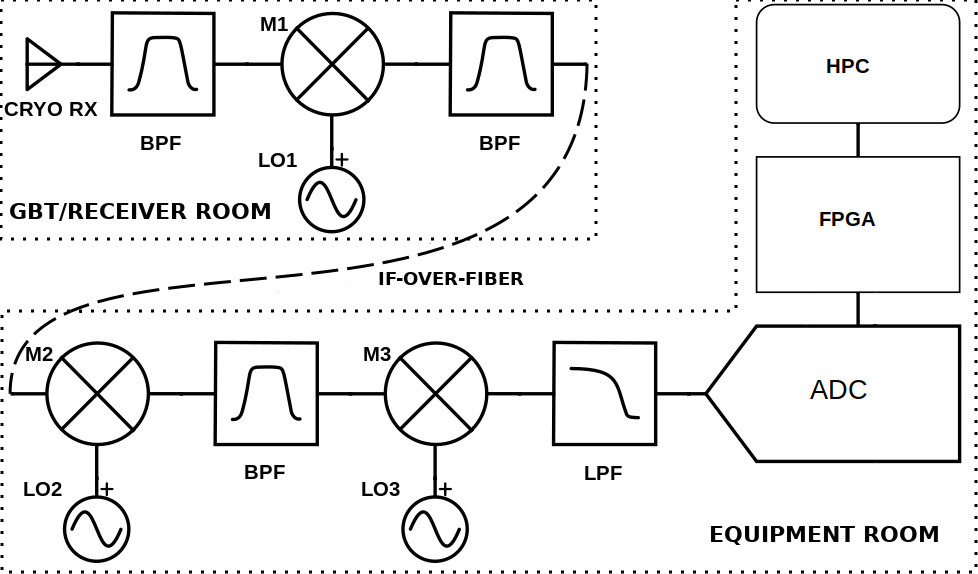 M1
CRYO RX
BPF
BPF
LO1
+
GBT/RECEIVER ROOM
IF-OVER-FIBER
HPC
FPGA
M2
M3
ADC
BPF
LPF
LO2
+
LO3
+
EQUIPMENT ROOM